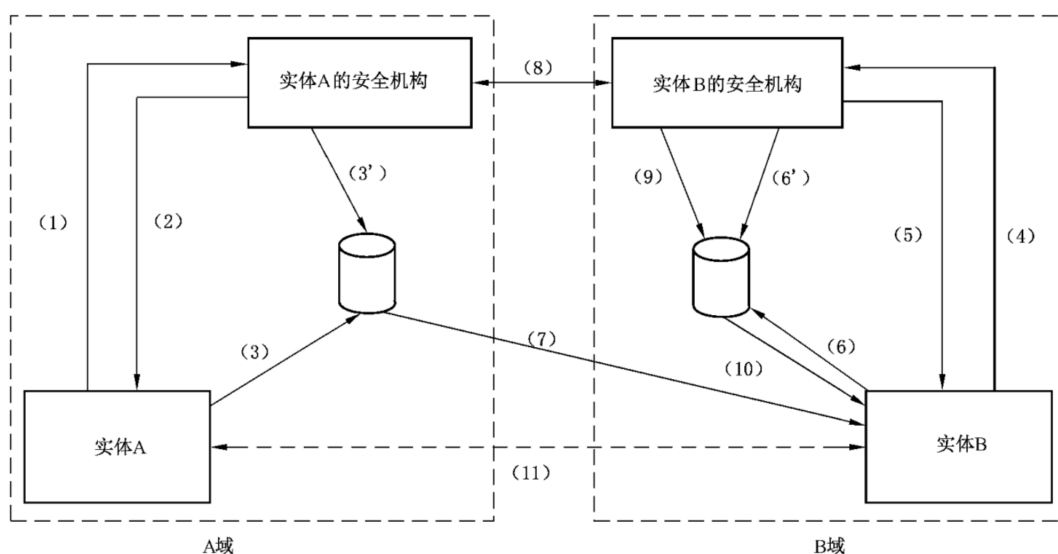 实体A的安全机构
(8)
实体B的安全机构
(3')
(9)
(6')
(1)
(2)
(5)
(4)
(3)
(7)
(6)
(10)
实体A
实体B
(11)
A域
B域